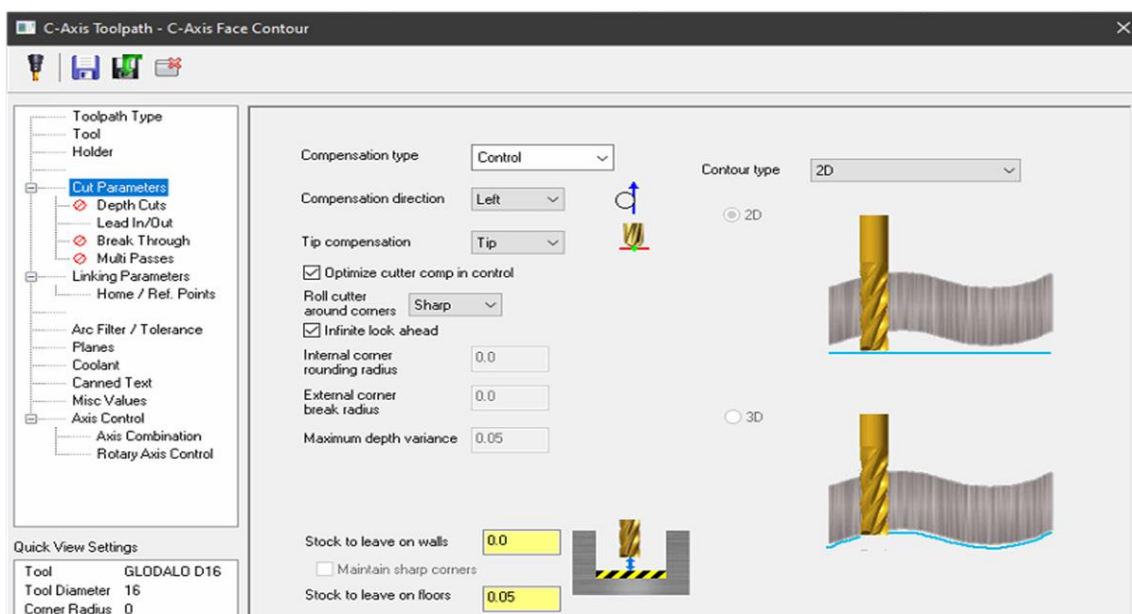 C-Axis Toolpath - C-Axis Face Contour
Toolpath Type
Tool
Holder
Cut Parameters
Depth Cuts
Lead In/Out
Break Through
Multi Passes
Linking Parameters
Home / Ref. Points
Arc Filter / Tolerance
Planes
Coolant
Canned Text
Misc Values
Axis Control
Axis Combination
Rotary Axis Control
Quick View Settings
Tool GLODALO D16
Tool Diameter 16
Corner Radius 0
Compensation type Control
Compensation direction Left
Tip compensation Tip
Optimize cutter comp in control
Roll cutter
around corners Sharp
Infinite look ahead
Internal corner
rounding radius 0.0
External corner
break radius 0.0
Maximum depth variance 0.05
Stock to leave on walls 0.0
Maintain sharp corners
Stock to leave on floors 0.05
Contour type 2D
2D
3D